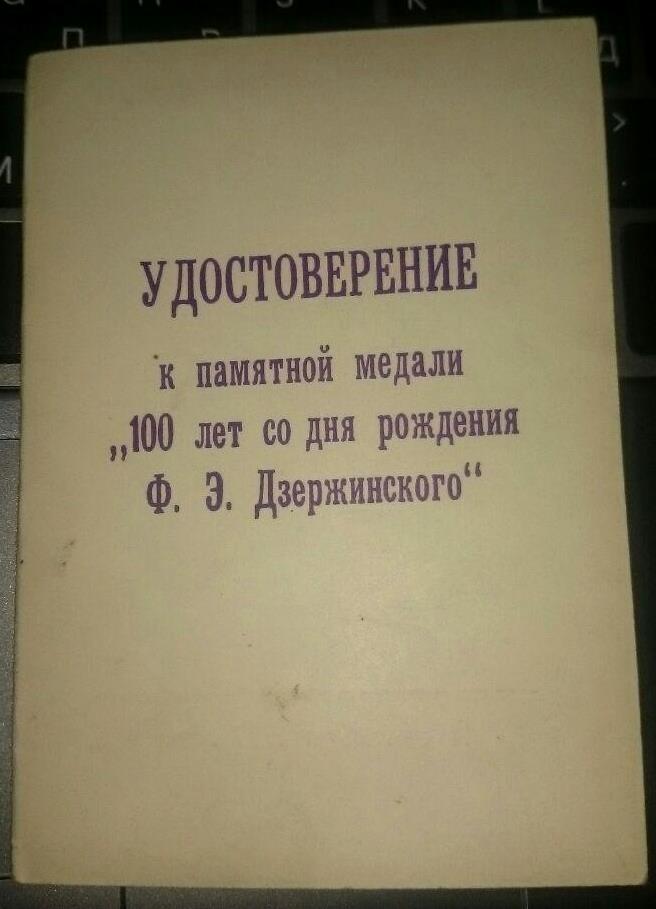 УДОСТОВЕРЕНИЕ
к памятной медали
„100 лет со дня рождения
Ф. Э. Дзержинского“